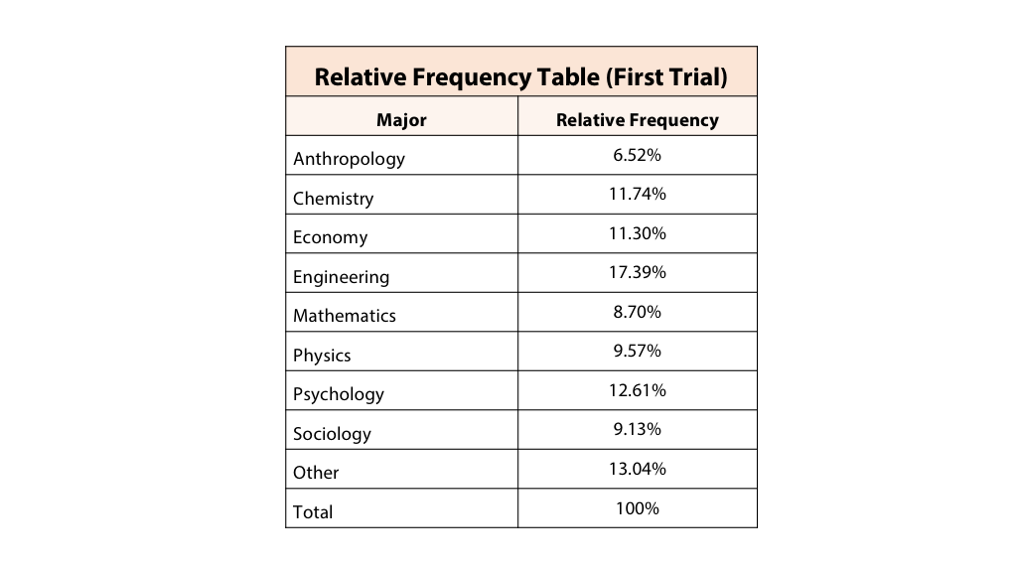 Relative Frequency Table (First Trial)
Major Relative Frequency
Anthropology 6.52%
Chemistry 11.74%
Economy 11.30%
Engineering 17.39%
Mathematics 8.70%
Physics 9.57%
Psychology 12.61%
Sociology 9.13%
Other 13.04%
Total 100%